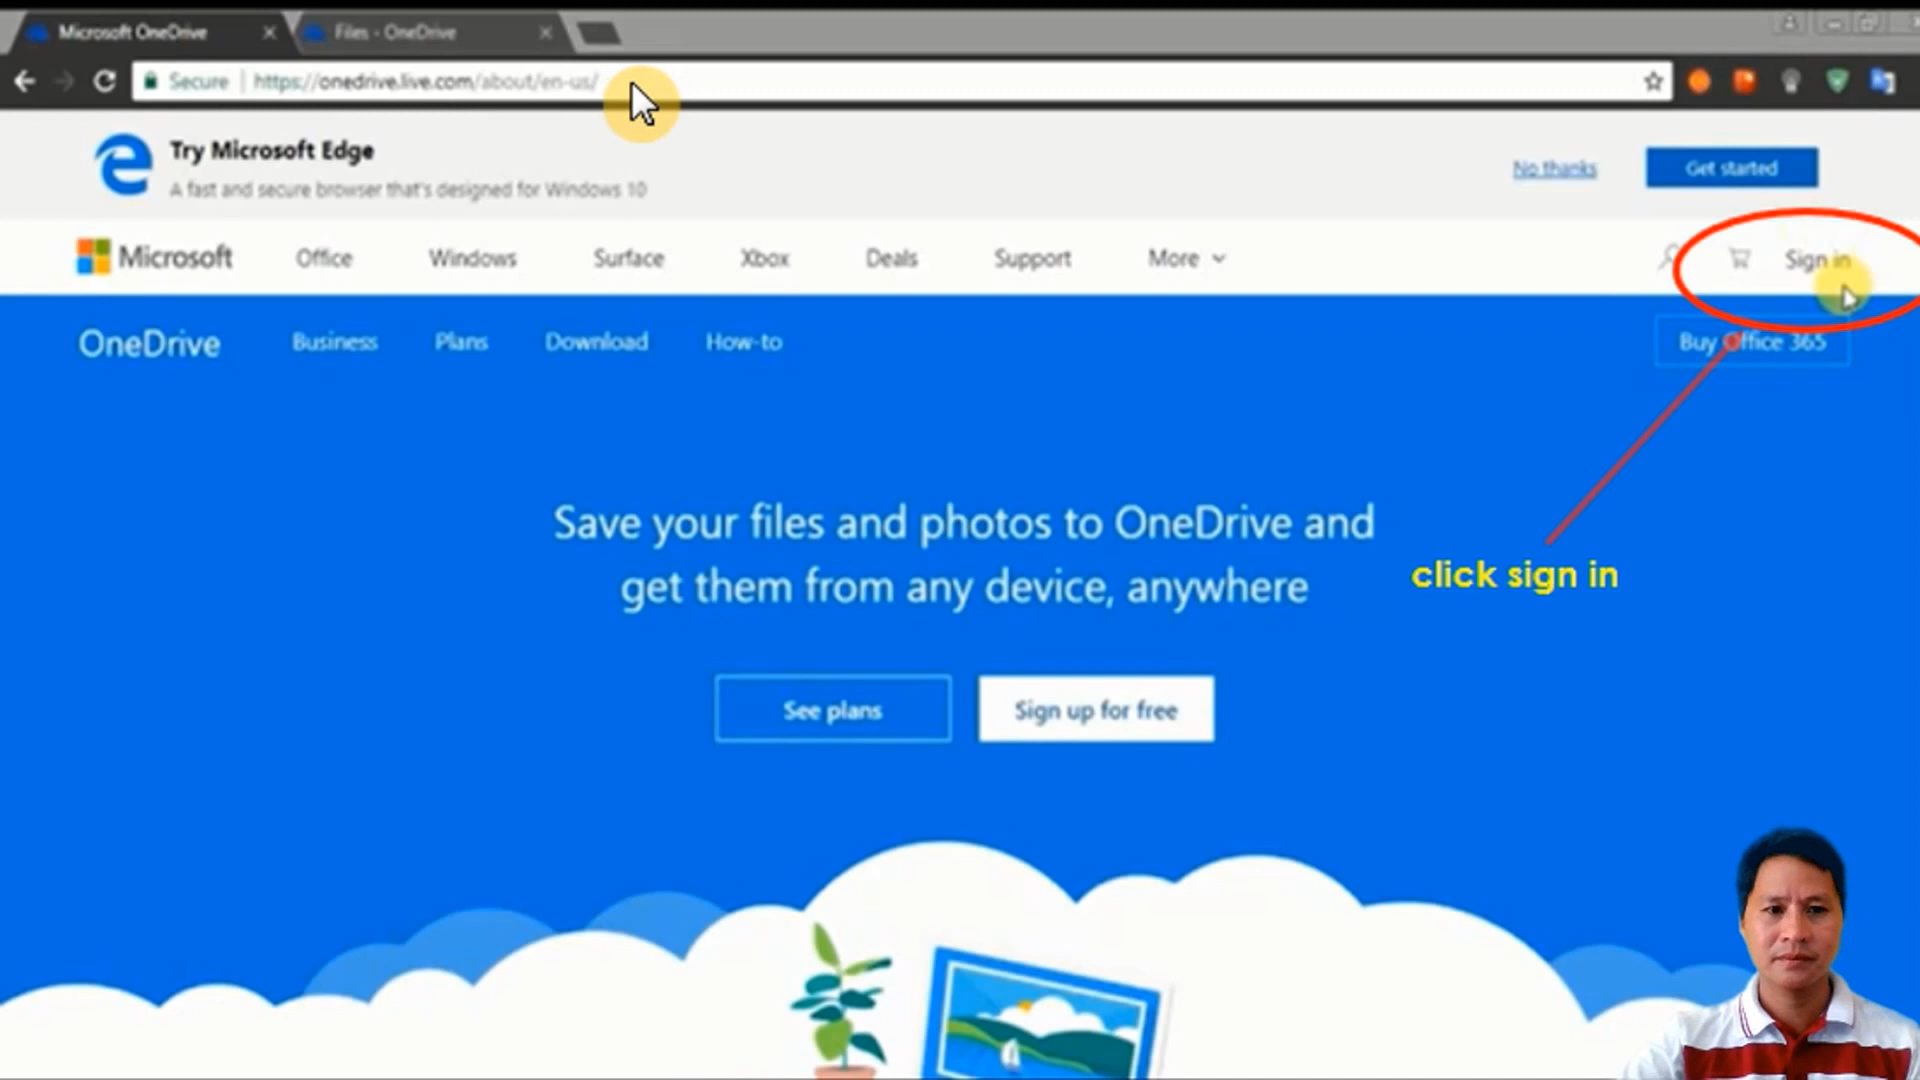 Microsoft OneDrive
Files - OneDrive
Secure https://onedrive.live.com/about/en-us/
Try Microsoft Edge
A fast and secure browser that's designed for Windows 10
No thanks
Get started
Microsoft Office Windows Surface Xbox Deals Support More Sign in
OneDrive Business Plans Download How-to Buy Office 365
Save your files and photos to OneDrive and
get them from any device, anywhere
click sign in
See plans
Sign up for free